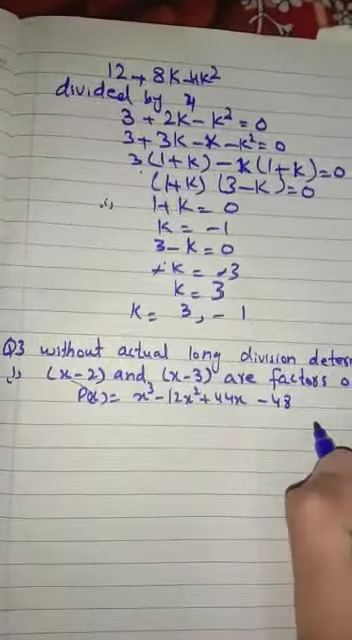 12 + 8K - 4K²
divided by 4
3 + 2K - K² = 0
3 + 3K - K - K² = 0
3(1+K) - K(1+K) = 0
(1+K) (3-K) = 0
1 + K = 0
K = -1
3 - K = 0
K = 3
K = 3, -1
Q3 without actual long division deter
(x-2) and (x-3) are factors o
P(x) = x³ - 12x² + 44x - 48